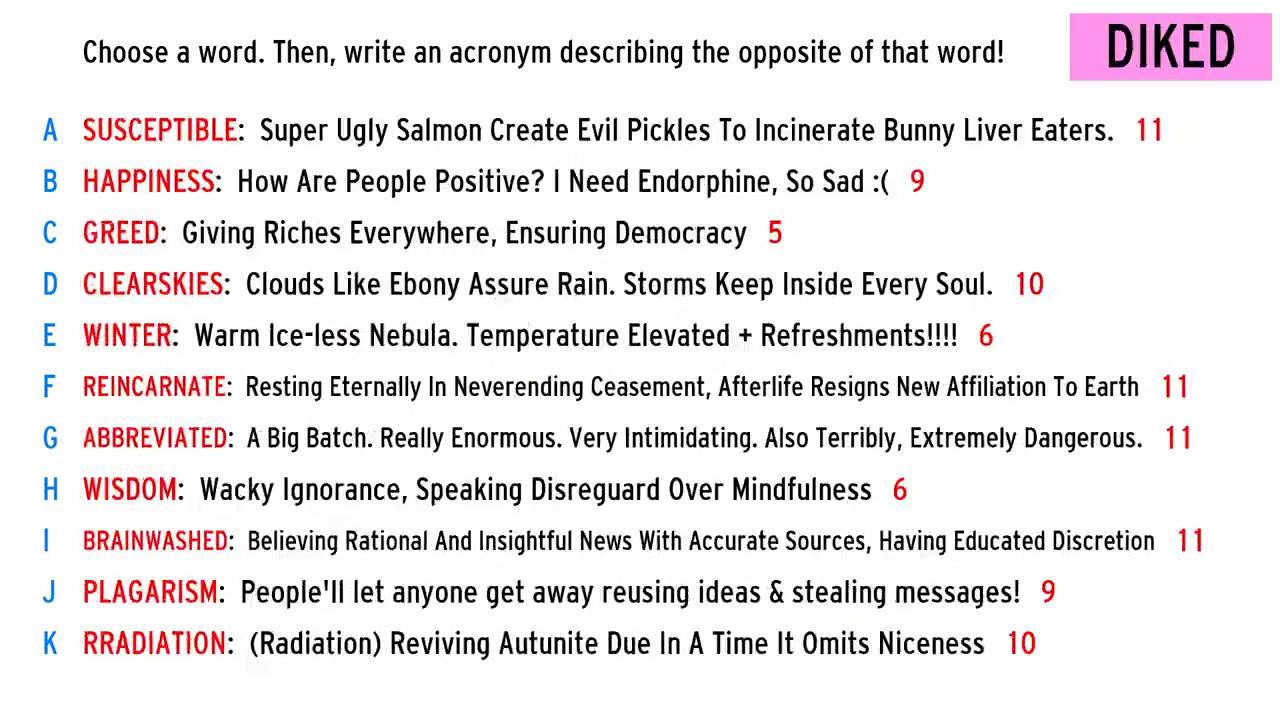 Choose a word. Then, write an acronym describing the opposite of that word!
DIKED
A SUSCEPTIBLE: Super Ugly Salmon Create Evil Pickles To Incinerate Bunny Liver Eaters. 11
B HAPPINESS: How Are People Positive? I Need Endorphine, So Sad :( 9
C GREED: Giving Riches Everywhere, Ensuring Democracy 5
D CLEARSKIES: Clouds Like Ebony Assure Rain. Storms Keep Inside Every Soul. 10
E WINTER: Warm Ice-less Nebula. Temperature Elevated + Refreshments!!!! 6
F REINCARNATE: Resting Eternally In Neverending Ceasement, Afterlife Resigns New Affiliation To Earth 11
G ABBREVIATED: A Big Batch. Really Enormous. Very Intimidating. Also Terribly, Extremely Dangerous. 11
H WISDOM: Wacky Ignorance, Speaking Disreguard Over Mindfulness 6
I BRAINWASHED: Believing Rational And Insightful News With Accurate Sources, Having Educated Discretion 11
J PLAGARISM: People'll let anyone get away reusing ideas & stealing messages! 9
K RRADIATION: (Radiation) Reviving Autunite Due In A Time It Omits Niceness 10